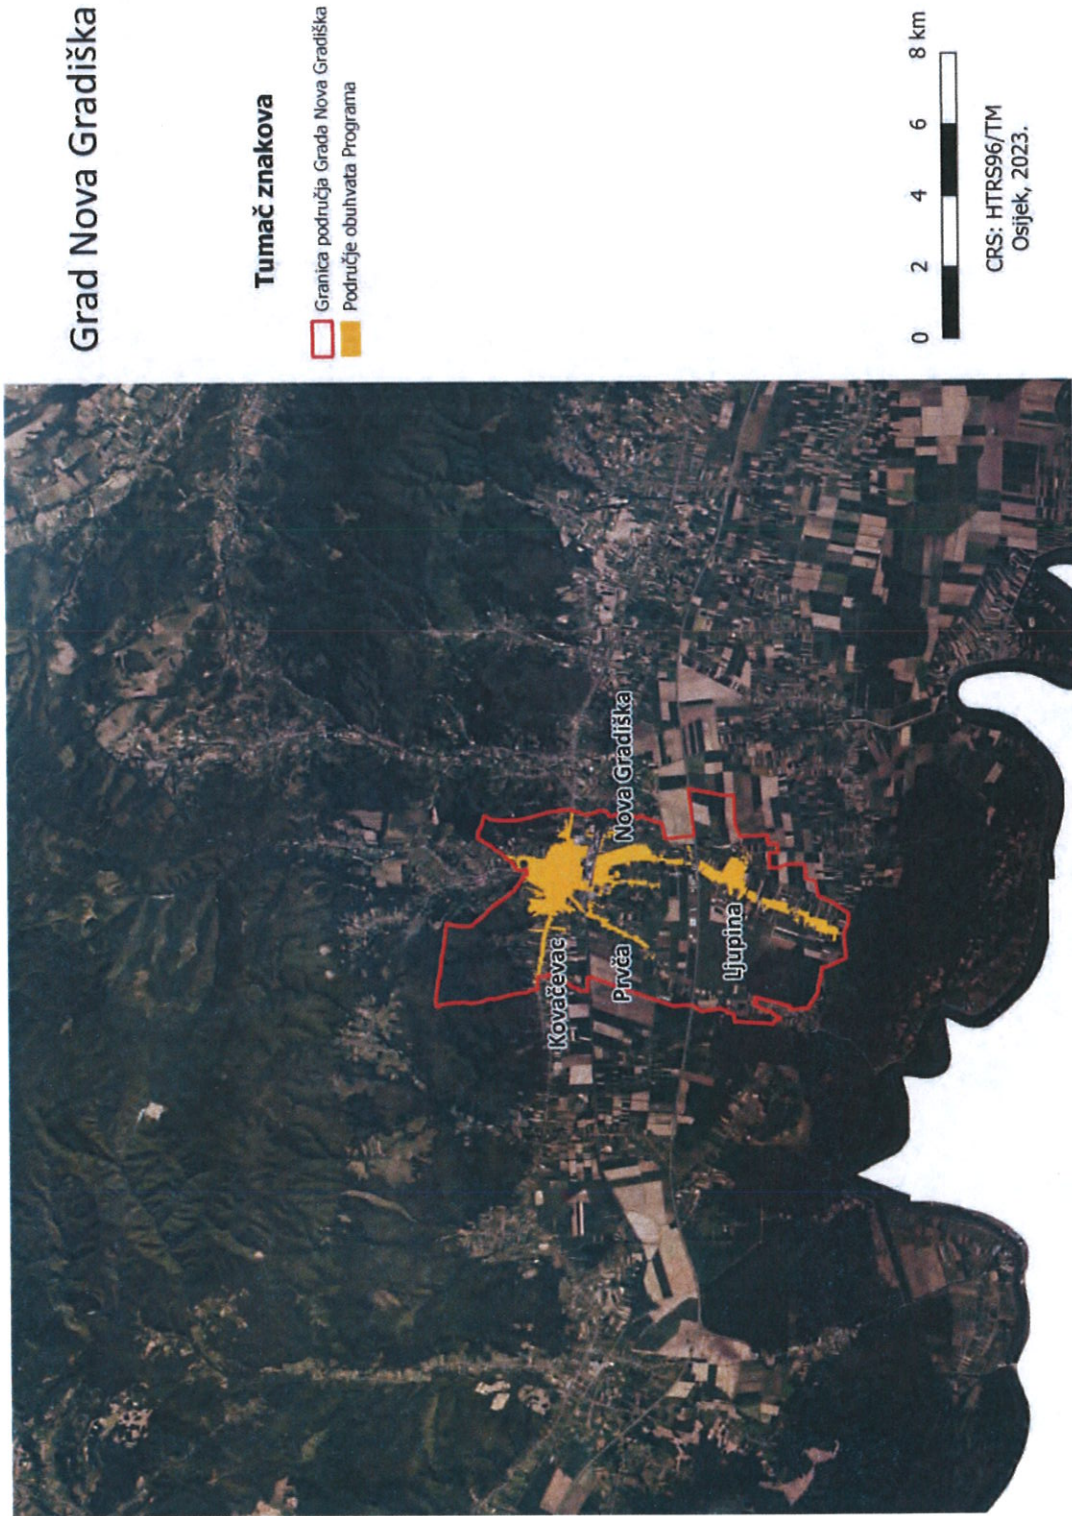 Grad Nova Gradiška
Tumač znakova
Granica područja Grada Nova Gradiška
Područje obuhvata Programa
Kovačevac
Prvča
Nova Gradiška
Ljupina
0 2 4 6 8 km
CRS: HTRS96/TM
Osijek, 2023.